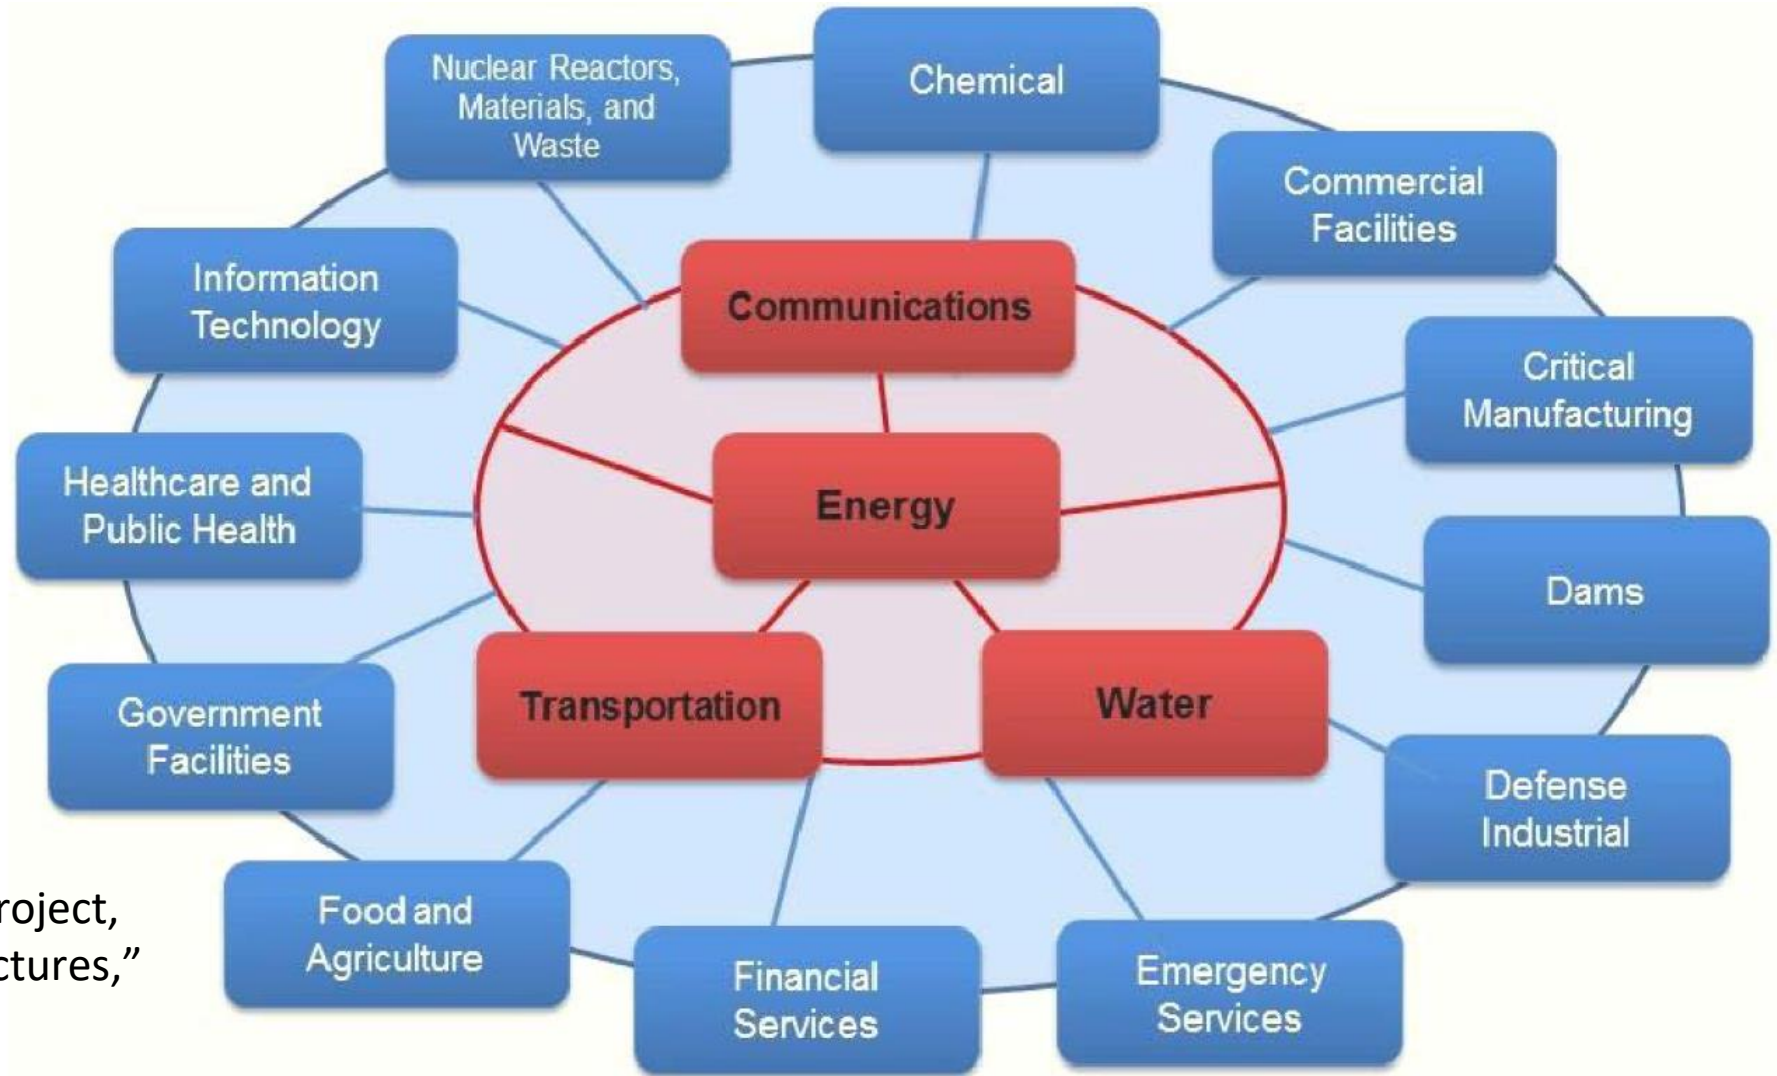 Nuclear Reactors,
Materials, and
Waste
Chemical
Commercial
Facilities
Information
Technology
Communications
Critical
Manufacturing
Healthcare and
Public Health
Energy
Dams
Government
Facilities
Transportation
Water
Defense
Industrial
Food and
Agriculture
Financial
Services
Emergency
Services
roject,
ctures,”